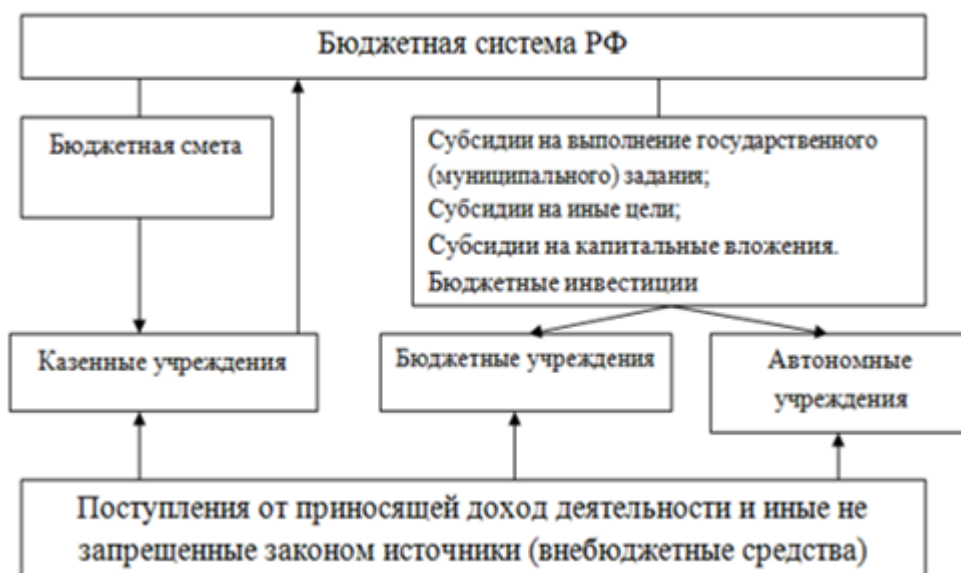 Бюджетная система РФ
Бюджетная смета
Субсидии на выполнение государственного
(муниципального) задания;
Субсидии на иные цели;
Субсидии на капитальные вложения.
Бюджетные инвестиции
Казенные учреждения
Бюджетные учреждения
Автономные
учреждения
Поступления от приносящей доход деятельности и иные не
запрещенные законом источники (внебюджетные средства)